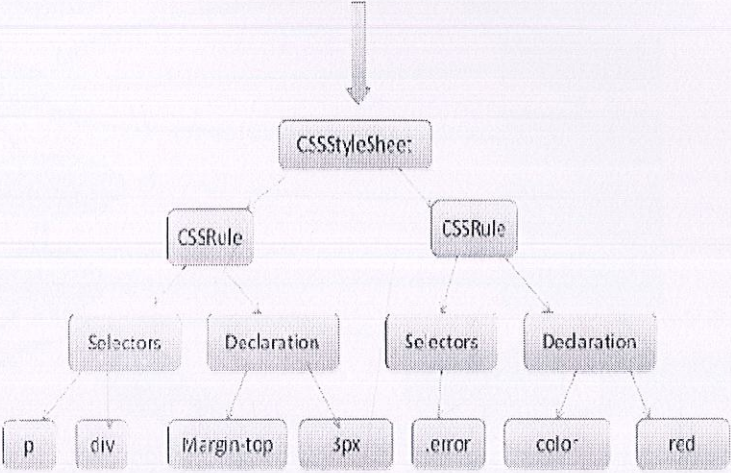 CSSStyleSheet
CSSRule
CSSRule
Selectors
Declaration
Selectors
Declaration
p
div
Margin-top
3px
.error
color
red